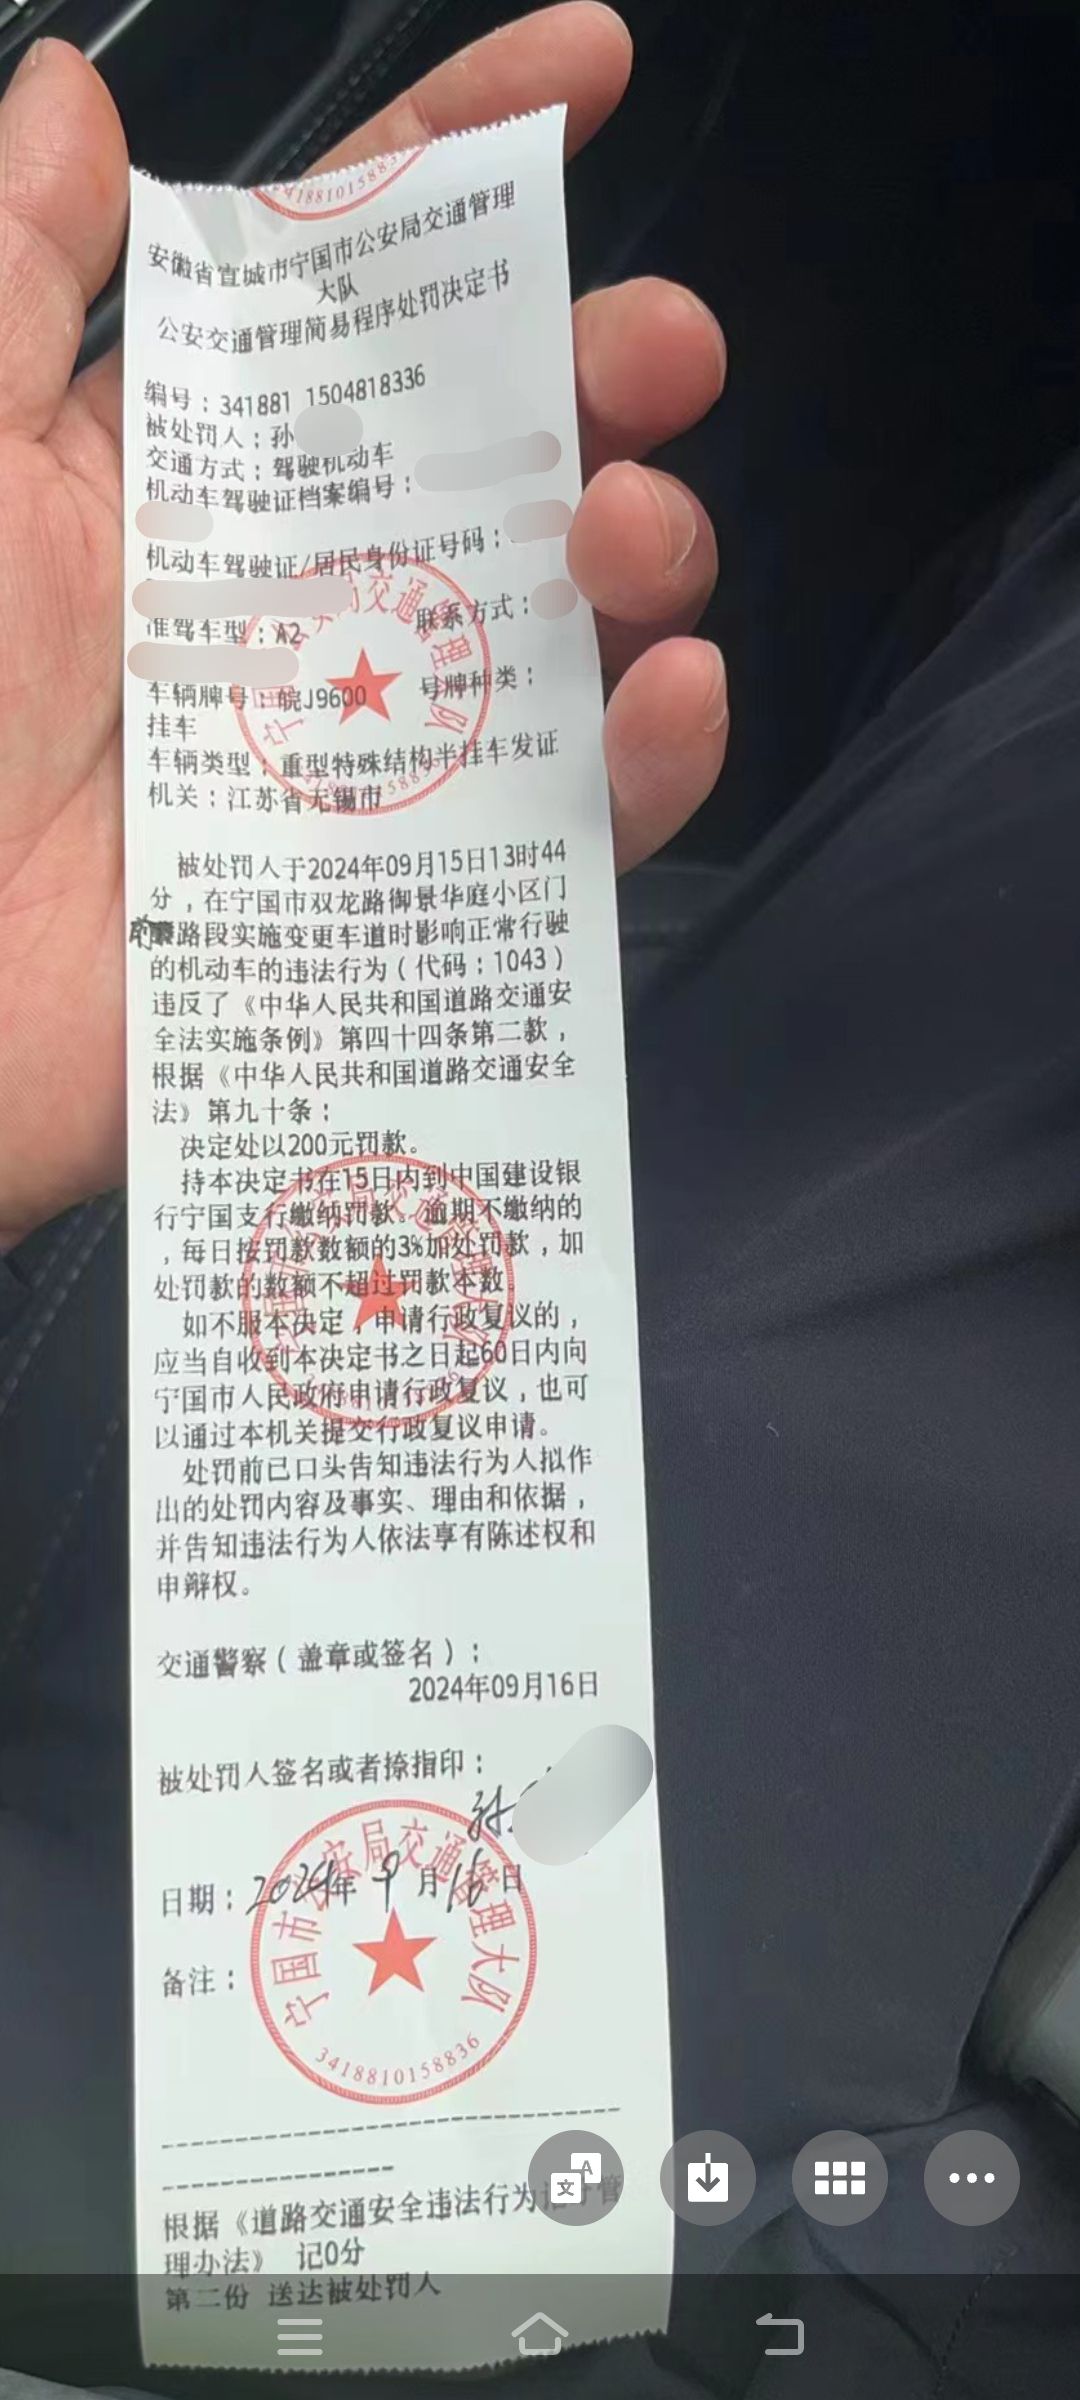 3418810158836
安徽省宣城市宁国市公安局交通管理
大队
公安交通管理简易程序处罚决定书
编号：341881 1504818336
被处罚人：孙
交通方式：驾驶机动车
机动车驾驶证档案编号：
机动车驾驶证/居民身份证号码：
准驾车型：A2 联系方式：
车辆牌号：皖J9600 号牌种类：
挂车
车辆类型：重型特殊结构半挂车发证
机关：江苏省无锡市
被处罚人于2024年09月15日13时44
分，在宁国市双龙路御景华庭小区门
前路段实施变更车道时影响正常行驶
的机动车的违法行为（代码：1043）
违反了《中华人民共和国道路交通安
全法实施条例》第四十四条第二款，
根据《中华人民共和国道路交通安全
法》第九十条：
决定处以200元罚款。
持本决定书在15日内到中国建设银
行宁国支行缴纳罚款。逾期不缴纳的
，每日按罚款数额的3%加处罚款，加
处罚款的数额不超过罚款本数。
如不服本决定，申请行政复议的，
应当自收到本决定书之日起60日内向
宁国市人民政府申请行政复议，也可
以通过本机关提交行政复议申请。
处罚前已口头告知违法行为人拟作
出的处罚内容及事实、理由和依据，
并告知违法行为人依法享有陈述权和
申辩权。
交通警察（盖章或签名）：
2024年09月16日
被处罚人签名或者捺指印：
孙
日期：2024年9月16日
备注：
宁国市公安局交通管理大队
3418810158836
根据《道路交通安全违法行为记分管
理办法》 记0分
第二份 送达被处罚人